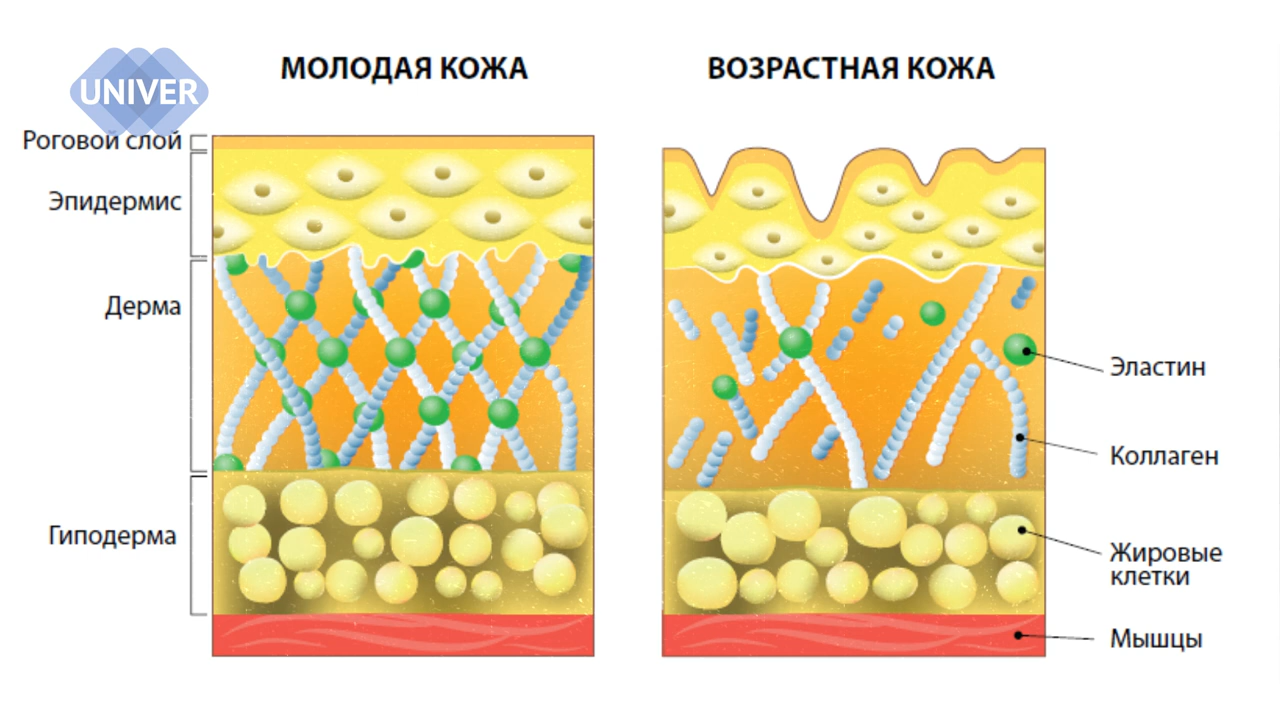 UNIVER
МОЛОДАЯ КОЖА
ВОЗРАСТНАЯ КОЖА
Роговой слой
Эпидермис
Дерма
Гиподерма
Эластин
Коллаген
Жировые
клетки
Мышцы